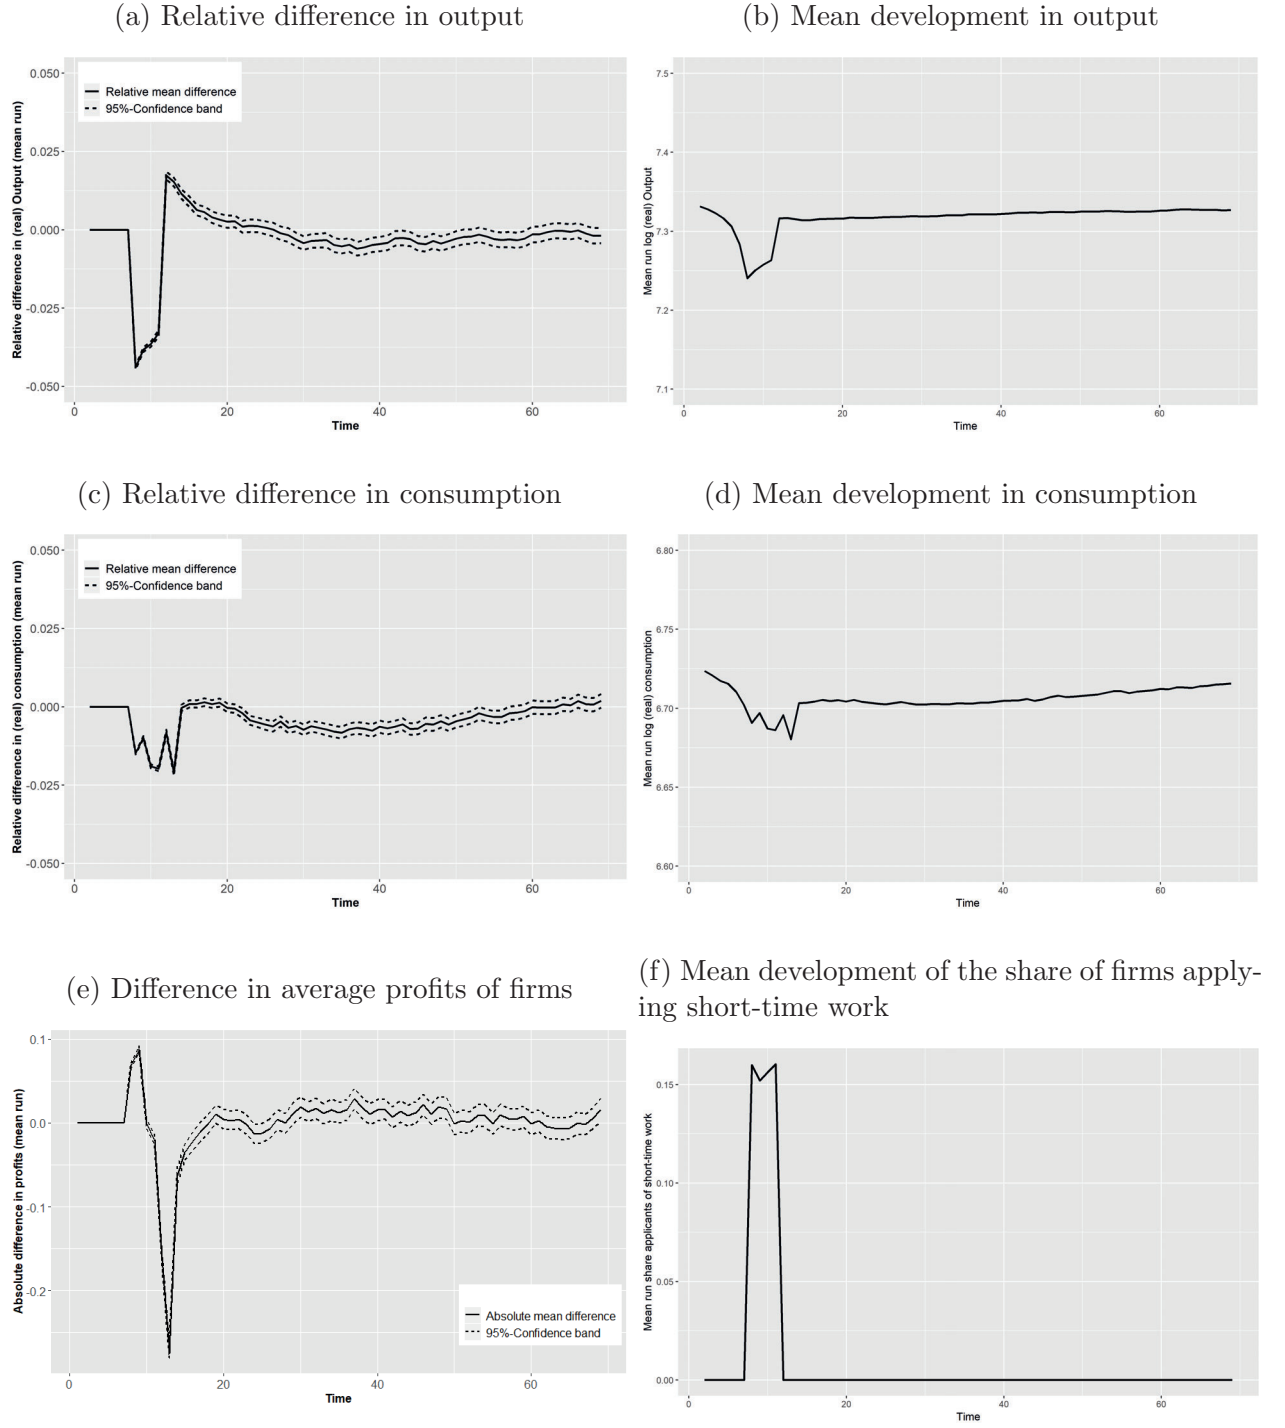 (a) Relative difference in output
0.050
0.025
0.000
-0.025
-0.050
Relative difference in (real) Output (mean run)
Relative mean difference
95%-Confidence band
0
20
40
60
Time
(b) Mean development in output
7.5
7.4
7.3
7.2
7.1
Mean run log (real) Output
0
20
40
60
Time
(c) Relative difference in consumption
0.050
0.025
0.000
-0.025
-0.050
Relative difference in (real) consumption (mean run)
Relative mean difference
95%-Confidence band
0
20
40
60
Time
(d) Mean development in consumption
6.80
6.75
6.70
6.65
6.60
Mean run log (real) consumption
0
20
40
60
Time
(e) Difference in average profits of firms
0.1
0.0
-0.1
-0.2
Absolute difference in profits (mean run)
Absolute mean difference
95%-Confidence band
0
20
40
60
Time
(f) Mean development of the share of firms apply-
ing short-time work
0.15
0.10
0.05
0.00
Mean run share applicants of short-time work
0
20
40
60
Time